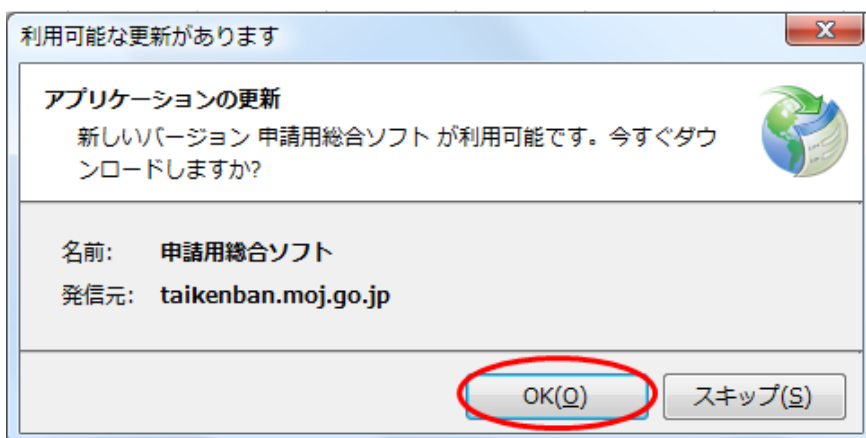 利用可能な更新があります
アプリケーションの更新
新しいバージョン 申請用総合ソフト が利用可能です。今すぐダウ
ンロードしますか?
名前: 申請用総合ソフト
発信元: taikenban.moj.go.jp
OK(O) スキップ(S)